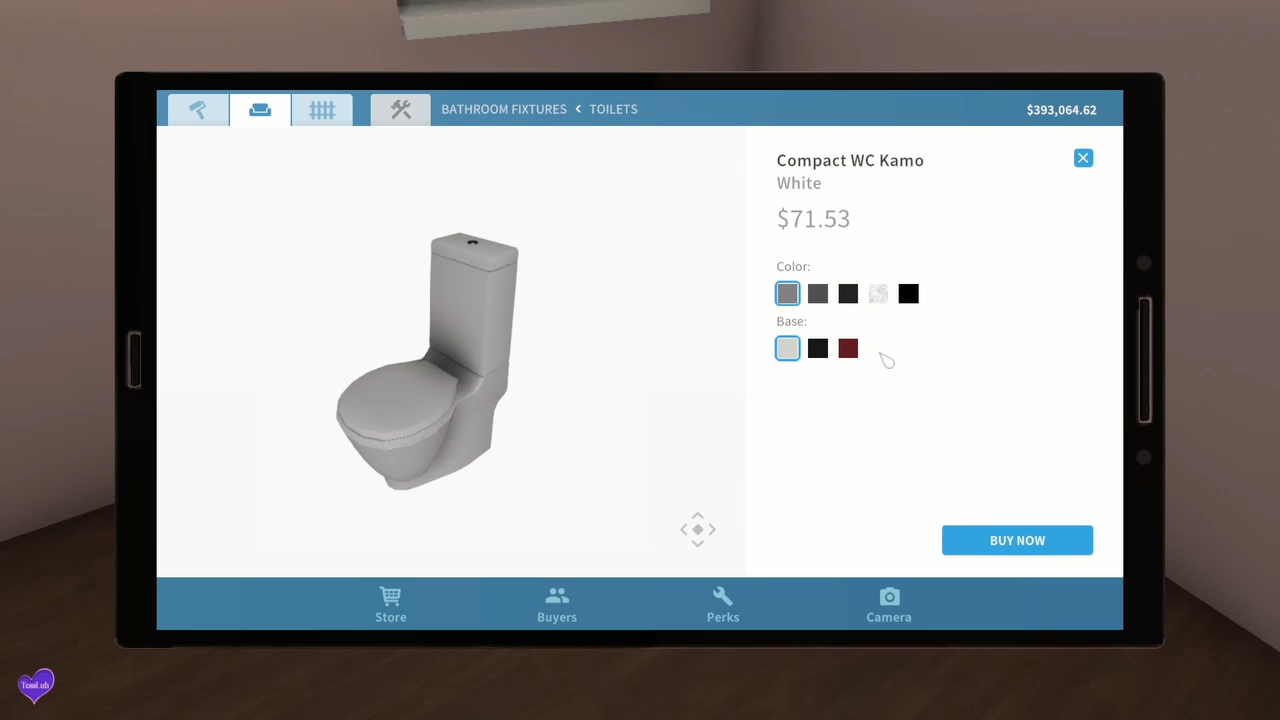 BATHROOM FIXTURES < TOILETS
$393,064.62
Compact WC Kamo
White
$71.53
Color:
Base:
BUY NOW
Store
Buyers
Perks
Camera